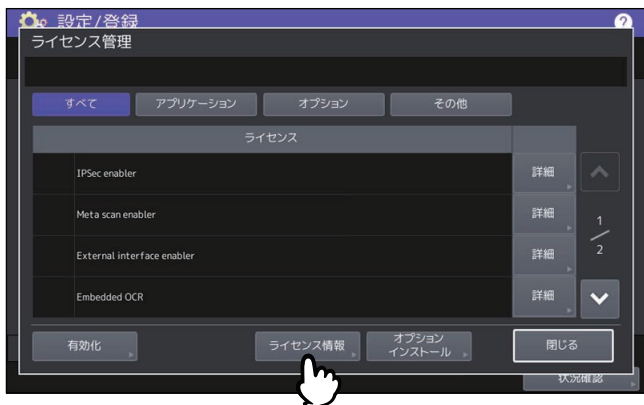 設定/登録
?
ライセンス管理
すべて
アプリケーション
オプション
その他
ライセンス
IPSec enabler
詳細
Meta scan enabler
詳細
1
External interface enabler
詳細
2
Embedded OCR
詳細
有効化
ライセンス情報
オプション
インストール
閉じる
状況確認